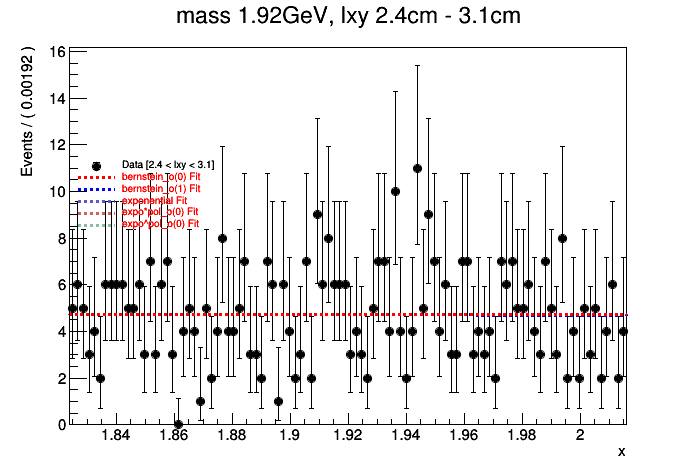 mass 1.92GeV, lxy 2.4cm - 3.1cm
Events / ( 0.00192 )
16
14
12
10
8
6
4
2
0
Data [2.4 < lxy < 3.1]
bernstein_o(0) Fit
bernstein_o(1) Fit
exponential Fit
expo*pol_o(0) Fit
expo^pol_o(0) Fit
1.84 1.86 1.88 1.9 1.92 1.94 1.96 1.98 2
x